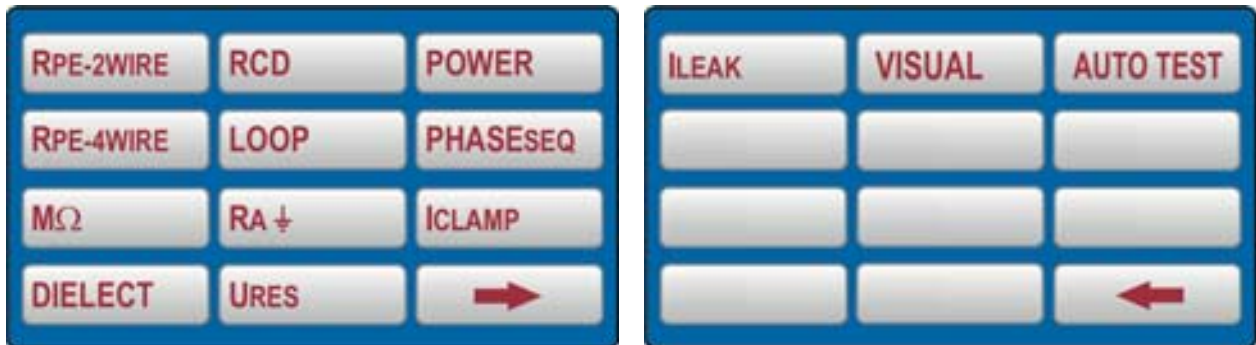 RPE-2WIRE RCD POWER
RPE-4WIRE LOOP PHASESEQ
MΩ RA ⏚ ICLAMP
DIELECT URES ➡
ILEAK VISUAL AUTO TEST
⬅